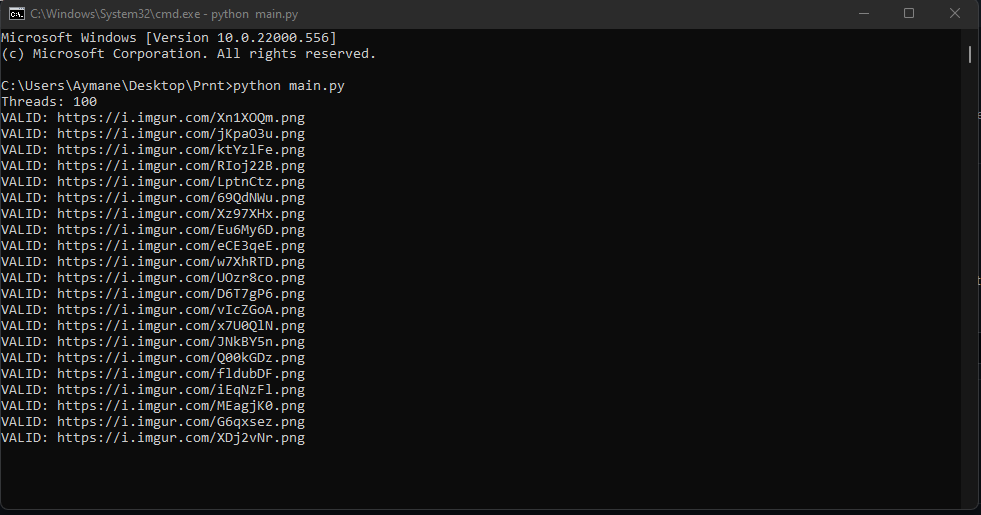 C:\Windows\System32\cmd.exe - python  main.py
Microsoft Windows [Version 10.0.22000.556]
(c) Microsoft Corporation. All rights reserved.
C:\Users\Aymane\Desktop\Prnt>python main.py
Threads: 100
VALID: https://i.imgur.com/Xn1XOQm.png
VALID: https://i.imgur.com/jKpaO3u.png
VALID: https://i.imgur.com/ktYzlFe.png
VALID: https://i.imgur.com/RIoj22B.png
VALID: https://i.imgur.com/LptnCtz.png
VALID: https://i.imgur.com/69QdNWu.png
VALID: https://i.imgur.com/Xz97XHx.png
VALID: https://i.imgur.com/Eu6My6D.png
VALID: https://i.imgur.com/eCE3qeE.png
VALID: https://i.imgur.com/w7XhRTD.png
VALID: https://i.imgur.com/UOzr8co.png
VALID: https://i.imgur.com/D6T7gP6.png
VALID: https://i.imgur.com/vIcZGoA.png
VALID: https://i.imgur.com/x7U0QlN.png
VALID: https://i.imgur.com/JNkBY5n.png
VALID: https://i.imgur.com/Q00kGDz.png
VALID: https://i.imgur.com/fldubDF.png
VALID: https://i.imgur.com/iEqNzFl.png
VALID: https://i.imgur.com/MEagjK0.png
VALID: https://i.imgur.com/G6qxsez.png
VALID: https://i.imgur.com/XDj2vNr.png